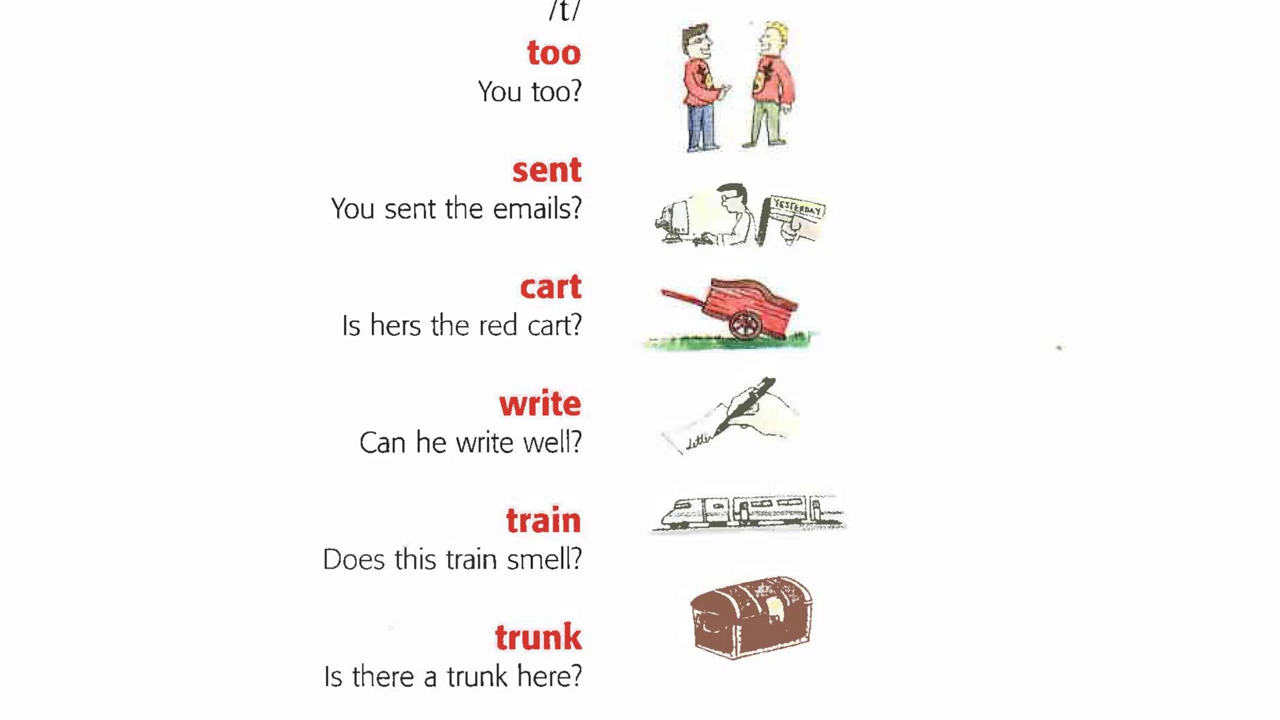 /t/
too
You too?
sent
You sent the emails?
YESTERDAY
cart
Is hers the red cart?
write
Can he write well?
letter
train
Does this train smell?
trunk
Is there a trunk here?